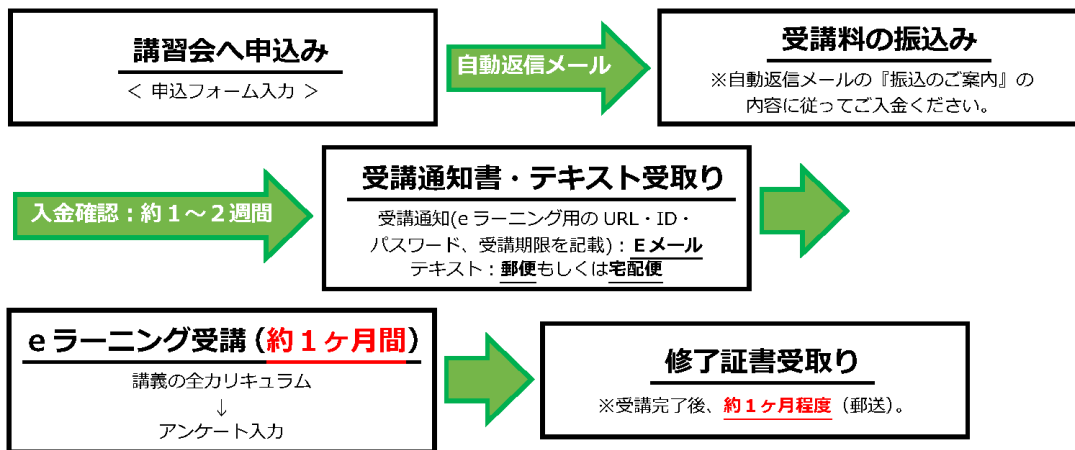 講習会へ申込み
＜ 申込フォーム入力 ＞
自動返信メール
受講料の振込み
※自動返信メールの『振込のご案内』の
内容に従ってご入金ください。
入金確認：約１～２週間
受講通知書・テキスト受取り
受講通知(e ラーニング用の URL・ID・
パスワード、受講期限を記載)：Ｅメール
テキスト：郵便もしくは宅配便
e ラーニング受講（約１ヶ月間）
講義の全カリキュラム
↓
アンケート入力
修了証書受取り
※受講完了後、約１ヶ月程度（郵送）。